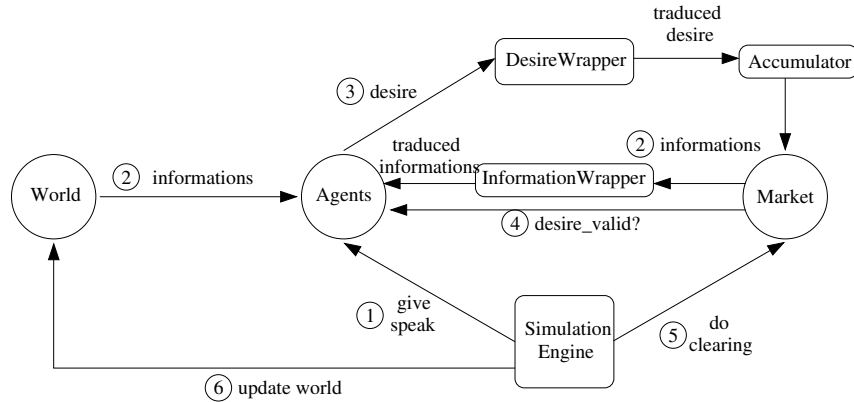 traduced
desire
DesireWrapper
Accumulator
3 desire
traduced
informations
2 informations
2 informations
World
Agents
InformationWrapper
Market
4 desire_valid?
1 give
speak
Simulation
Engine
5 do
clearing
6 update world